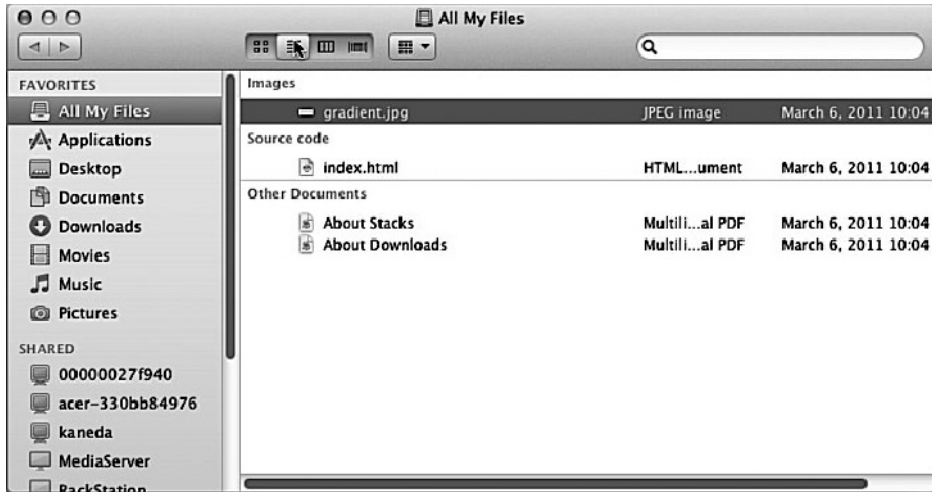 All My Files
FAVORITES
All My Files
Applications
Desktop
Documents
Downloads
Movies
Music
Pictures
SHARED
00000027f940
acer-330bb84976
kaneda
MediaServer
RackStation
Images
gradient.jpg JPEG image March 6, 2011 10:04
Source code
index.html HTML...ument March 6, 2011 10:04
Other Documents
About Stacks Multili...al PDF March 6, 2011 10:04
About Downloads Multili...al PDF March 6, 2011 10:04